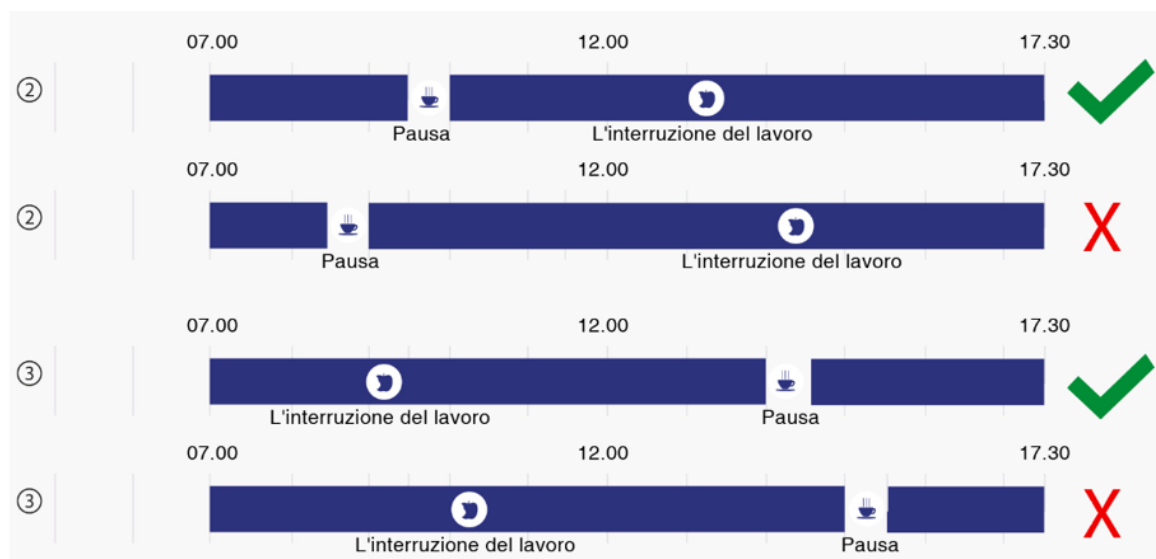 07.00 12.00 17.30
②
Pausa L'interruzione del lavoro
07.00 12.00 17.30
②
Pausa L'interruzione del lavoro
07.00 12.00 17.30
③
L'interruzione del lavoro Pausa
07.00 12.00 17.30
③
L'interruzione del lavoro Pausa